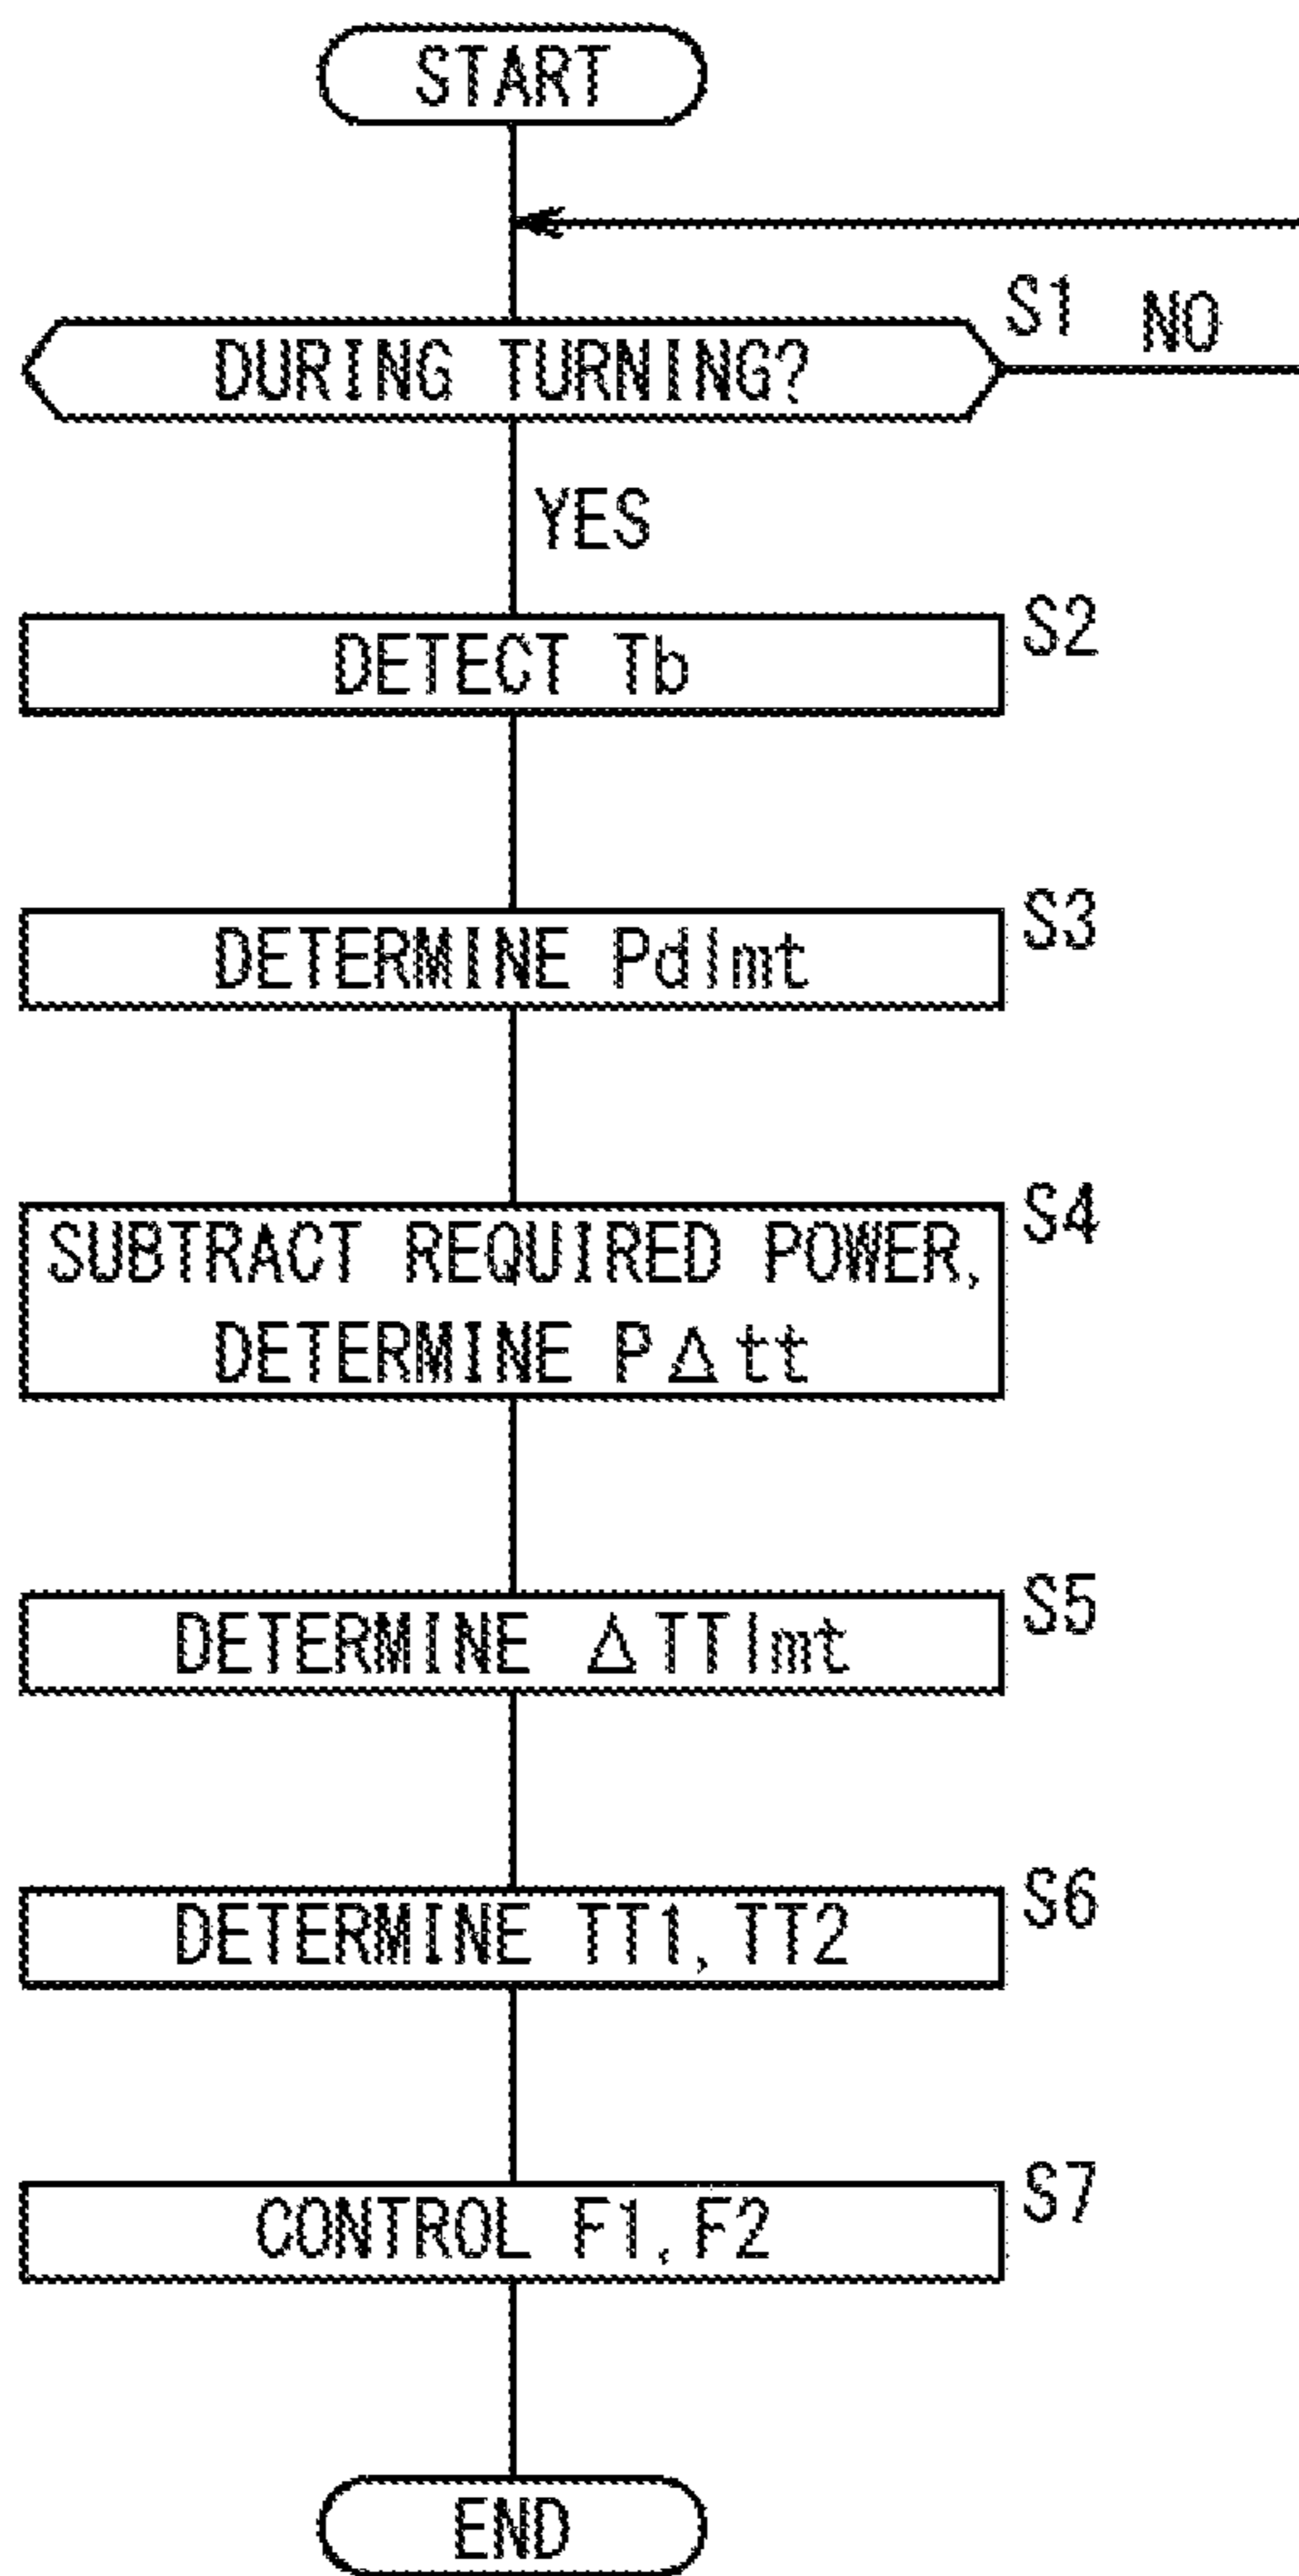 START
S1 NO
DURING TURNING?
YES
S2
DETECT Tb
S3
DETERMINE Pdlmt
S4
SUBTRACT REQUIRED POWER,
DETERMINE PΔtt
S5
DETERMINE ΔTTlmt
S6
DETERMINE TT1, TT2
S7
CONTROL F1, F2
END